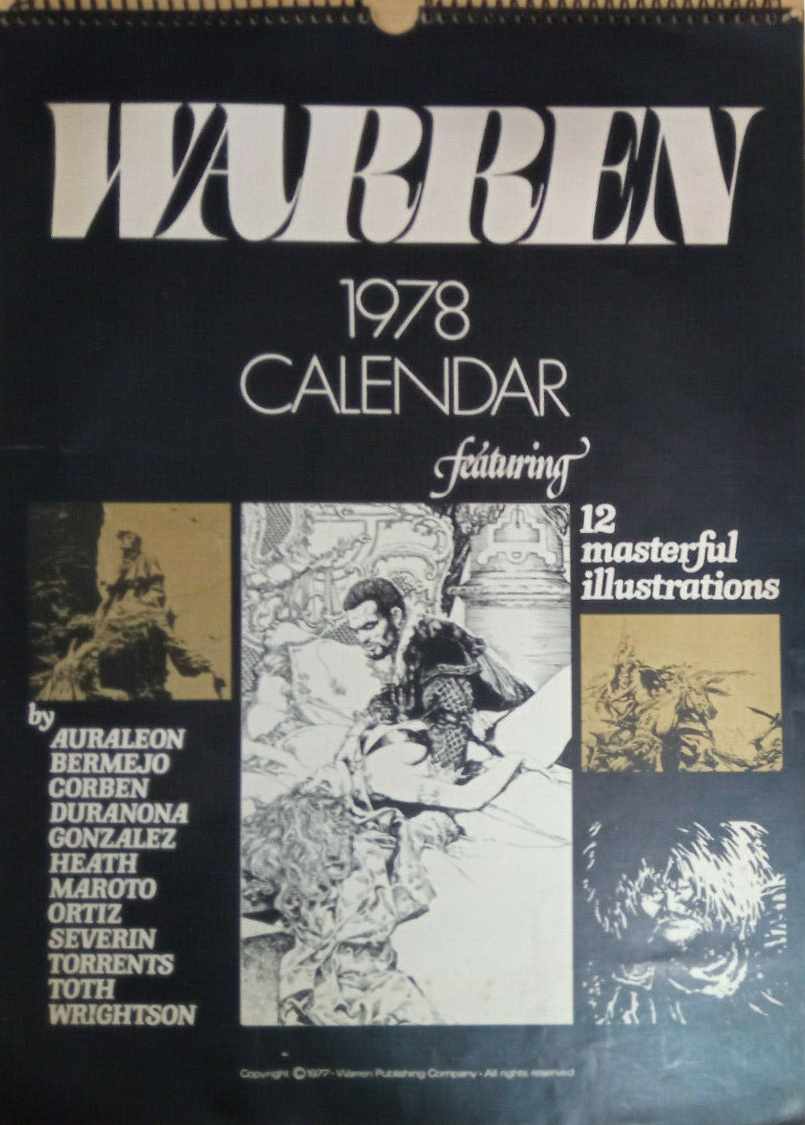 WARREN
1978
CALENDAR
featuring
12
masterful
illustrations
by
AURALEON
BERMEJO
CORBEN
DURANONA
GONZALEZ
HEATH
MAROTO
ORTIZ
SEVERIN
TORRENTS
TOTH
WRIGHTSON
Copyright ©1977 - Warren Publishing Company - All rights reserved